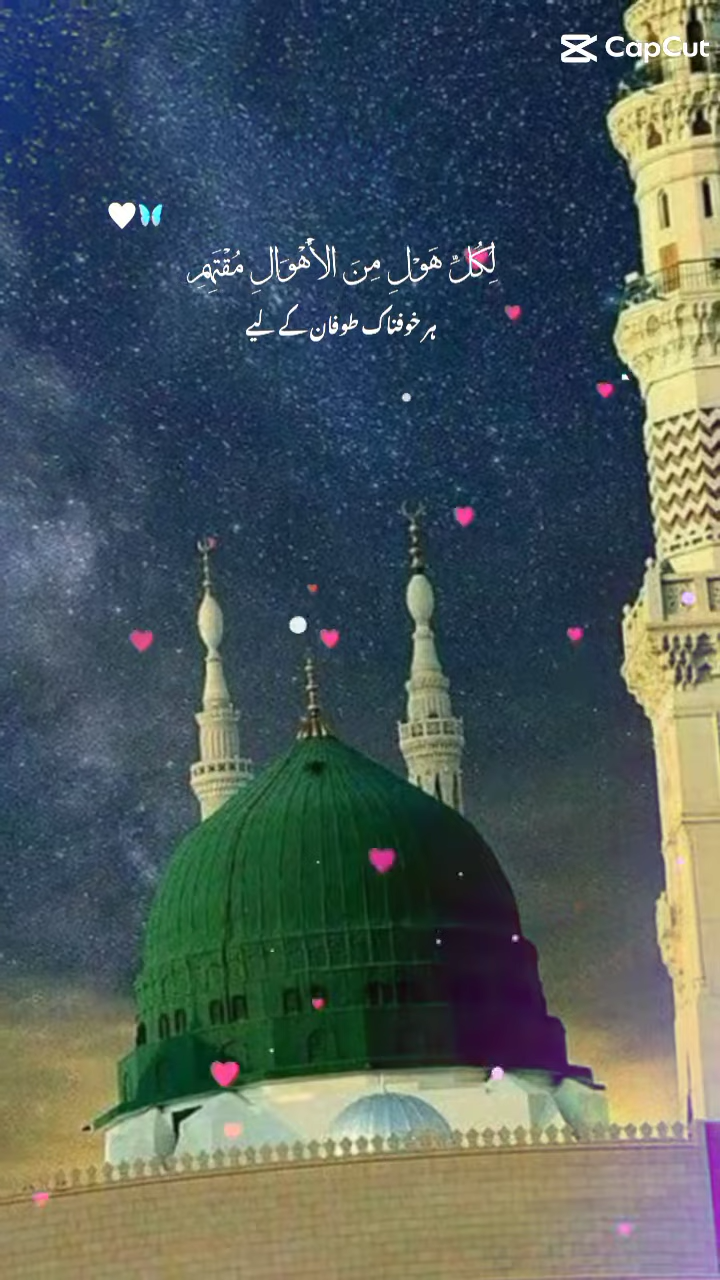 CapCut
🤍🦋
لِكُلِّ هَوْلٍ مِنَ الأَهْوَالِ مُقْتَحِمِ
ہر خوفناک طوفان کے لیے